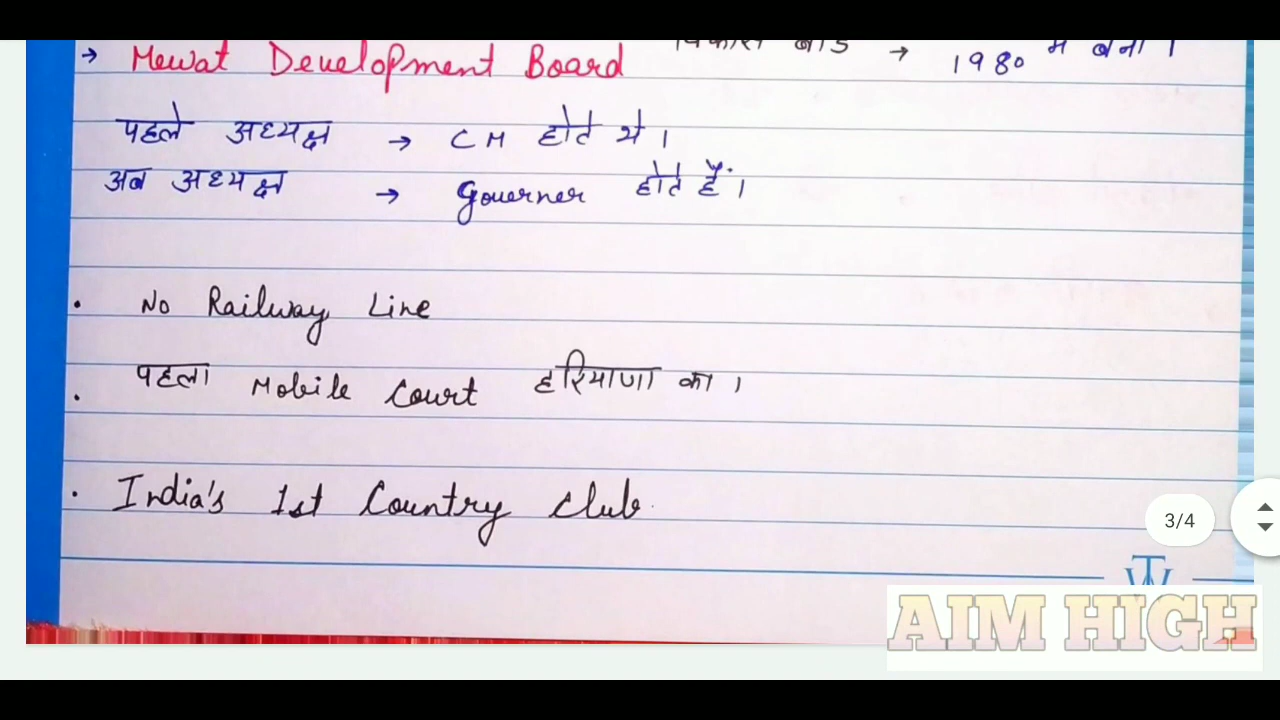 → Mewat Development Board विकास बोर्ड → 1980 में बना ।
पहले अध्यक्ष → CM होते थे ।
अब अध्यक्ष → Governer होते हैं ।
• No Railway Line
• पहला Mobile Court हरियाणा का ।
• India's 1st Country Club
3/4
TW
AIM HIGH